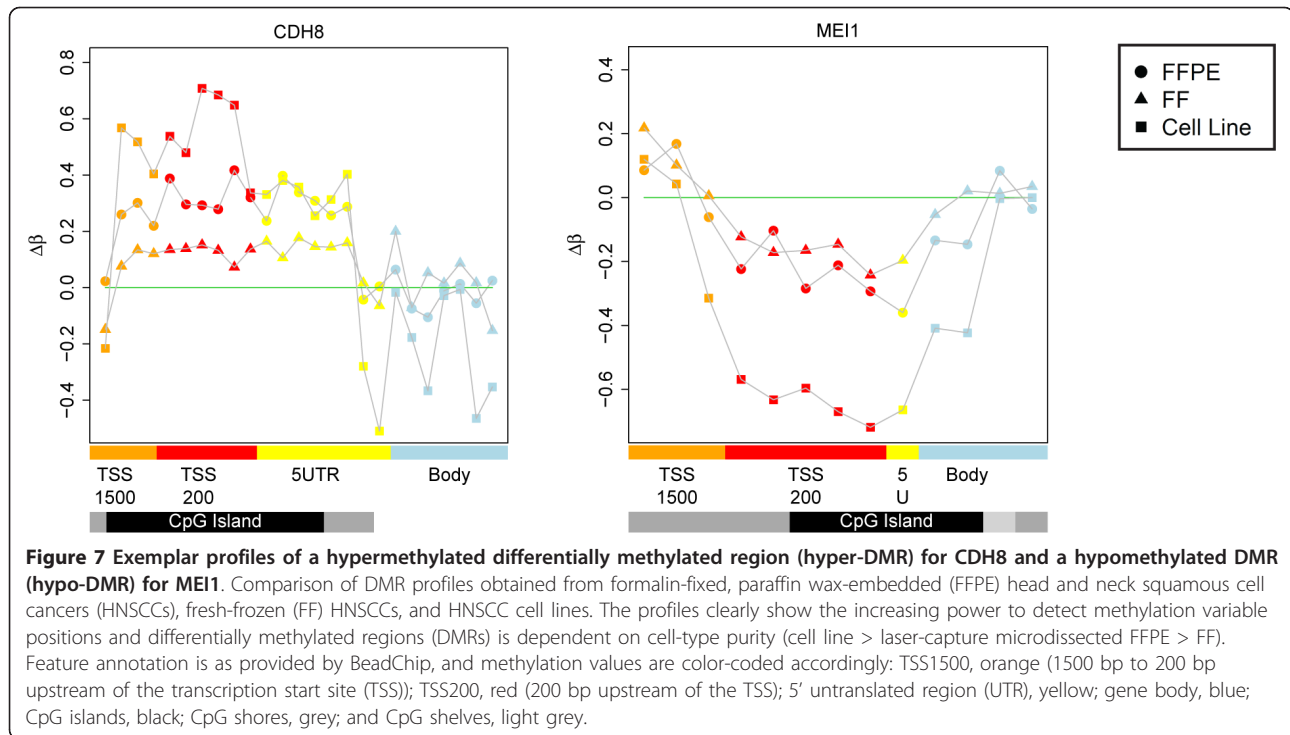 CDH8
MEI1
0.8
0.6
0.4
0.2
0.0
−0.2
−0.4
Δβ
0.4
0.2
0.0
−0.2
−0.4
−0.6
Δβ
FFPE
FF
Cell Line
TSS 1500
TSS 200
5UTR
Body
CpG Island
TSS 1500
TSS 200
5 U
Body
CpG Island
Figure 7 Exemplar profiles of a hypermethylated differentially methylated region (hyper-DMR) for CDH8 and a hypomethylated DMR
(hypo-DMR) for MEI1. Comparison of DMR profiles obtained from formalin-fixed, paraffin wax-embedded (FFPE) head and neck squamous cell
cancers (HNSCCs), fresh-frozen (FF) HNSCCs, and HNSCC cell lines. The profiles clearly show the increasing power to detect methylation variable
positions and differentially methylated regions (DMRs) is dependent on cell-type purity (cell line > laser-capture microdissected FFPE > FF).
Feature annotation is as provided by BeadChip, and methylation values are color-coded accordingly: TSS1500, orange (1500 bp to 200 bp
upstream of the transcription start site (TSS)); TSS200, red (200 bp upstream of the TSS); 5′ untranslated region (UTR), yellow; gene body, blue;
CpG islands, black; CpG shores, grey; and CpG shelves, light grey.